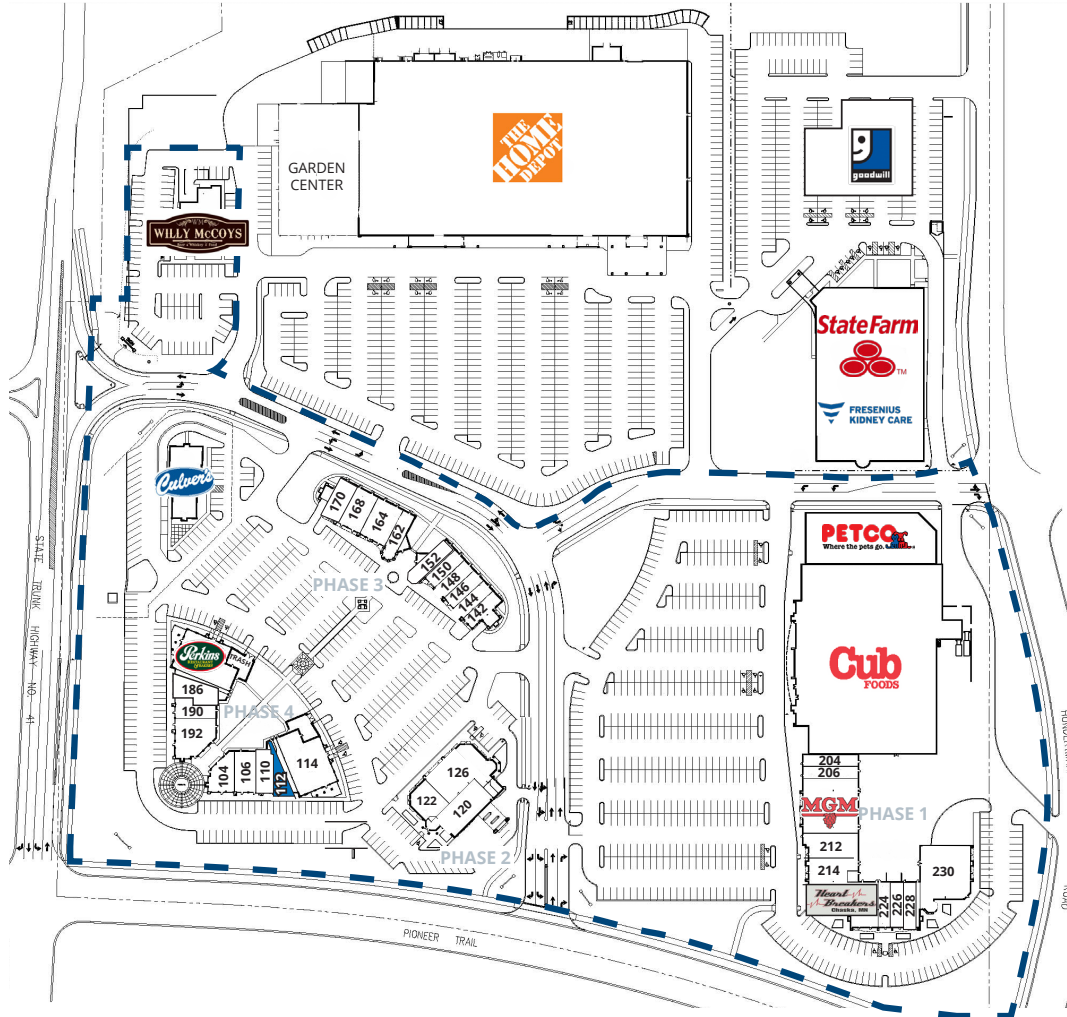 THE
HOME
DEPOT
GARDEN
CENTER
goodwill
WILLY McCOYS
State Farm
TM
FRESENIUS
KIDNEY CARE
Culver's
170
168
164
162
152
150
148
146
144
142
PHASE 3
PETCO
Where the pets go.
Cub
FOODS
STATE TRUNK HIGHWAY NO. 41
Perkins
TRASH
186
190
192
PHASE 4
104
106
110
112
114
126
122
120
PHASE 2
204
206
MGM
PHASE 1
212
214
230
Heart
Breakers
Chaska, MN
224
226
228
PIONEER TRAIL
ROAD